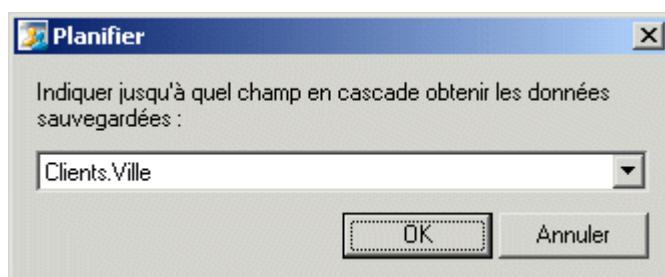 Planifier
Indiquer jusqu'à quel champ en cascade obtenir les données
sauvegardées :
Clients.Ville
OK
Annuler